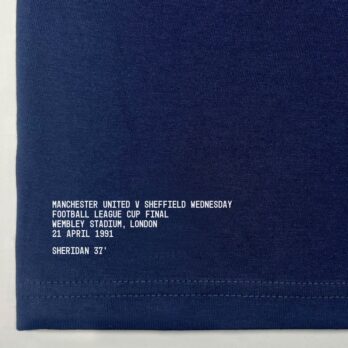 MANCHESTER UNITED V SHEFFIELD WEDNESDAY
FOOTBALL LEAGUE CUP FINAL
WEMBLEY STADIUM, LONDON
21 APRIL 1991
SHERIDAN 37'